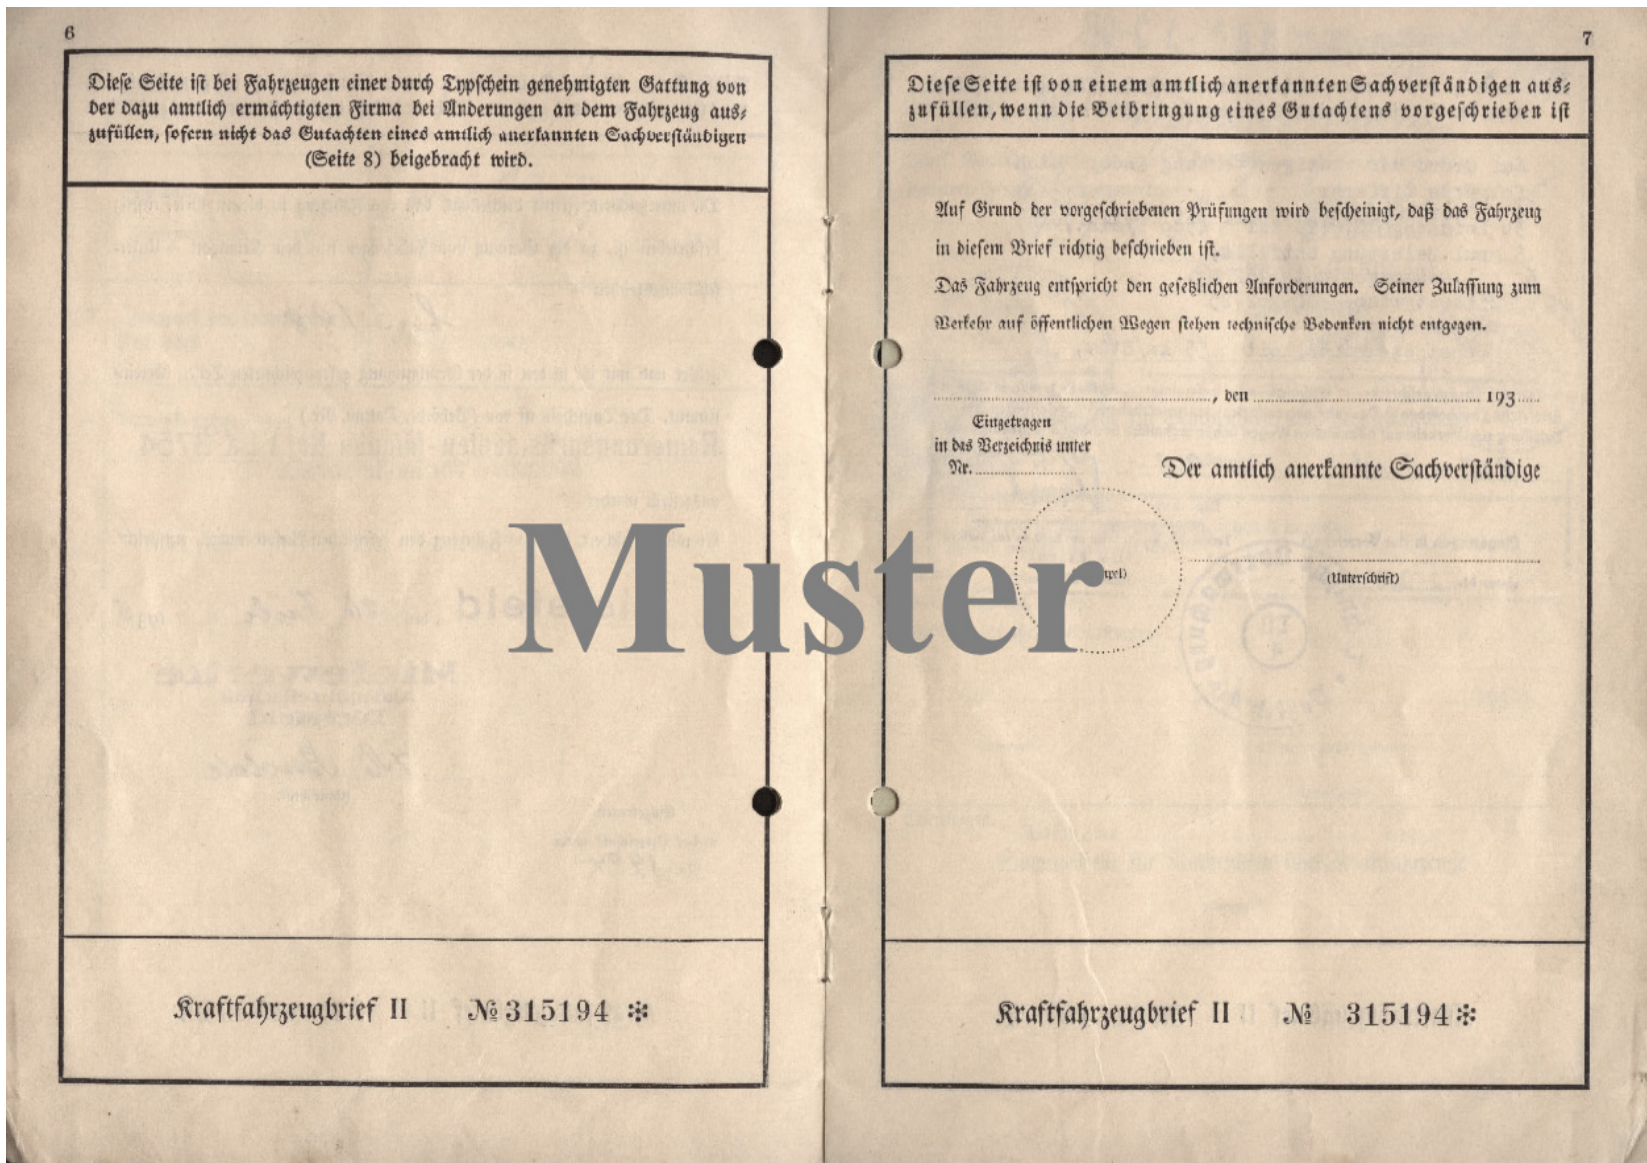 6
Diese Seite ist bei Fahrzeugen einer durch Typschein genehmigten Gattung von
der dazu amtlich ermächtigten Firma bei Änderungen an dem Fahrzeug aus-
zufüllen, sofern nicht das Gutachten eines amtlich anerkannten Sachverständigen
(Seite 8) beigebracht wird.
Kraftfahrzeugbrief II № 315194 ✻
7
Diese Seite ist von einem amtlich anerkannten Sachverständigen aus-
zufüllen, wenn die Beibringung eines Gutachtens vorgeschrieben ist
Auf Grund der vorgeschriebenen Prüfungen wird bescheinigt, daß das Fahrzeug
in diesem Brief richtig beschrieben ist.
Das Fahrzeug entspricht den gesetzlichen Anforderungen. Seiner Zulassung zum
Verkehr auf öffentlichen Wegen stehen technische Bedenken nicht entgegen.
, den 193
Eingetragen
in das Verzeichnis unter
Nr.
Der amtlich anerkannte Sachverständige
(Unterschrift)
Kraftfahrzeugbrief II № 315194 ✻
Muster